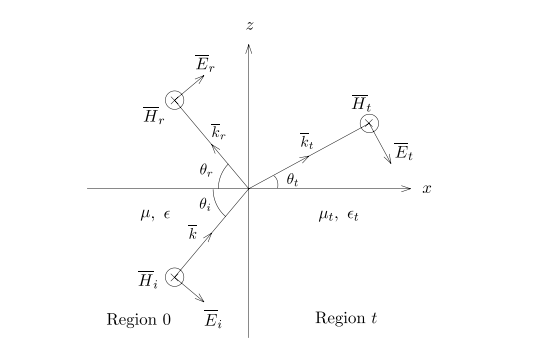 z
E̅_r
H̅_r
H̅_t
k̅_r
k̅_t
E̅_t
θ_r
θ_t
x
θ_i
μ, ϵ
μ_t, ϵ_t
k̅
H̅_i
Region 0
E̅_i
Region t